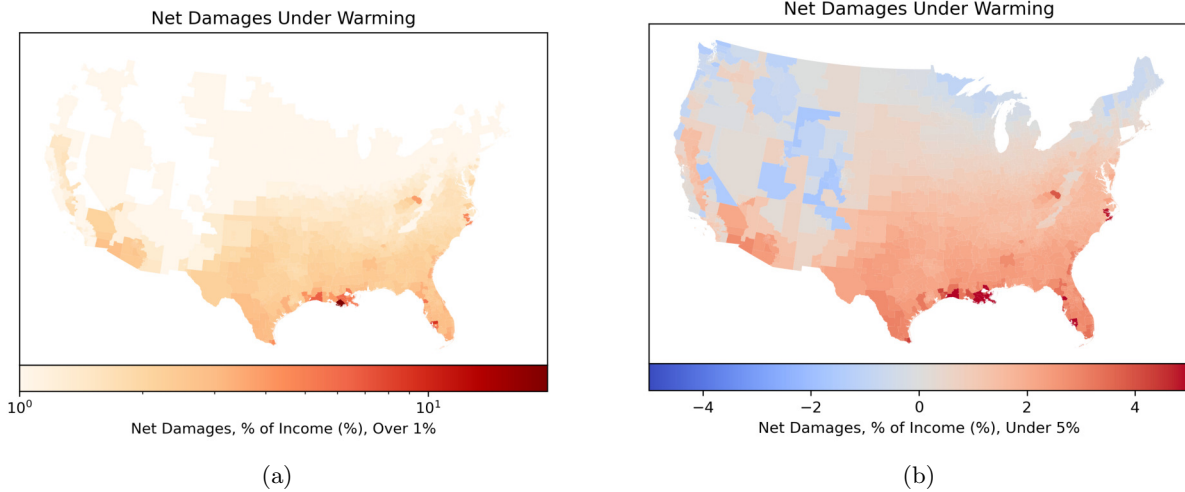 Net Damages Under Warming
10⁰ 10¹
Net Damages, % of Income (%), Over 1%
(a)
Net Damages Under Warming
−4 −2 0 2 4
Net Damages, % of Income (%), Under 5%
(b)